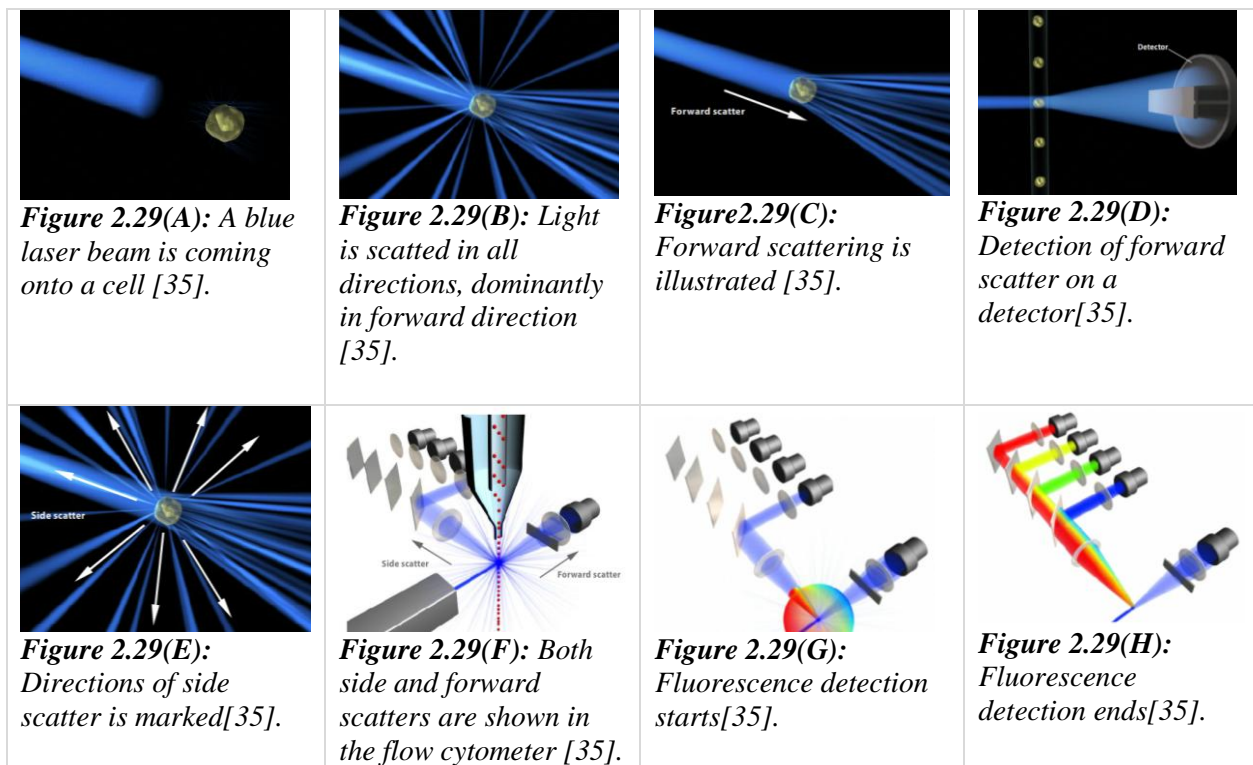 Figure 2.29(A): A blue
laser beam is coming
onto a cell [35].
Figure 2.29(B): Light
is scatted in all
directions, dominantly
in forward direction
[35].
Forward scatter
Figure2.29(C):
Forward scattering is
illustrated [35].
Detector
Figure 2.29(D):
Detection of forward
scatter on a
detector[35].
Side scatter
Figure 2.29(E):
Directions of side
scatter is marked[35].
Side scatter
Forward scatter
Figure 2.29(F): Both
side and forward
scatters are shown in
the flow cytometer [35].
Figure 2.29(G):
Fluorescence detection
starts[35].
Figure 2.29(H):
Fluorescence
detection ends[35].